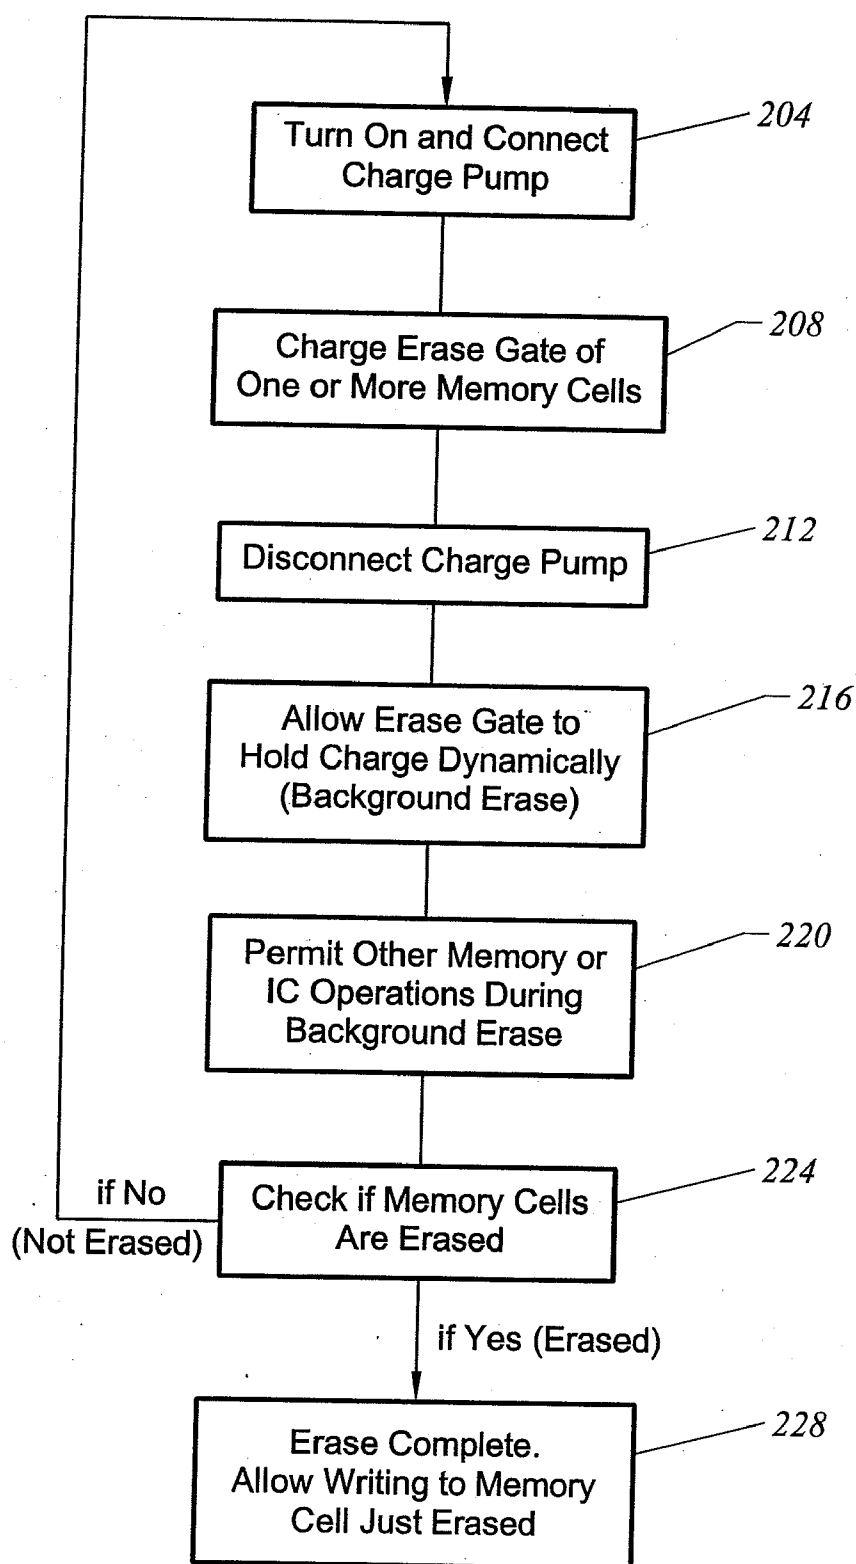 Turn On and Connect
Charge Pump
204
Charge Erase Gate of
One or More Memory Cells
208
Disconnect Charge Pump
212
Allow Erase Gate to
Hold Charge Dynamically
(Background Erase)
216
Permit Other Memory or
IC Operations During
Background Erase
220
if No
(Not Erased)
Check if Memory Cells
Are Erased
224
if Yes (Erased)
Erase Complete.
Allow Writing to Memory
Cell Just Erased
228